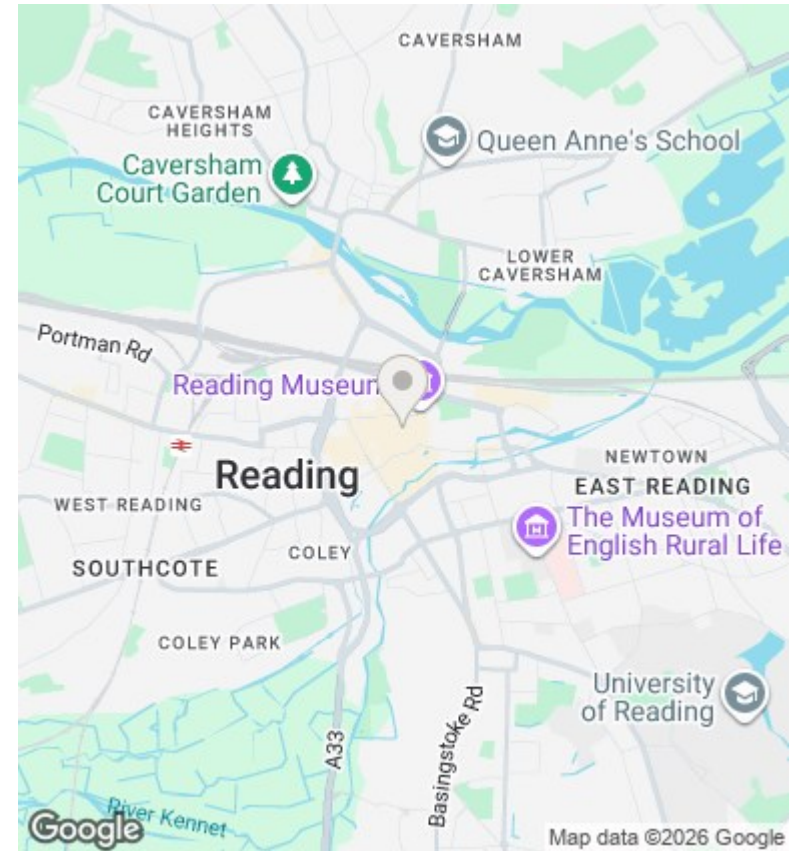 CAVERSHAM
CAVERSHAM
HEIGHTS
Queen Anne's School
Caversham
Court Garden
LOWER
CAVERSHAM
Portman Rd
Reading Museum
Reading
NEWTOWN
EAST READING
WEST READING
The Museum of
English Rural Life
COLEY
SOUTHCOTE
COLEY PARK
University
of Reading
Basingstoke Rd
A33
River Kennet
Google
Map data ©2026 Google